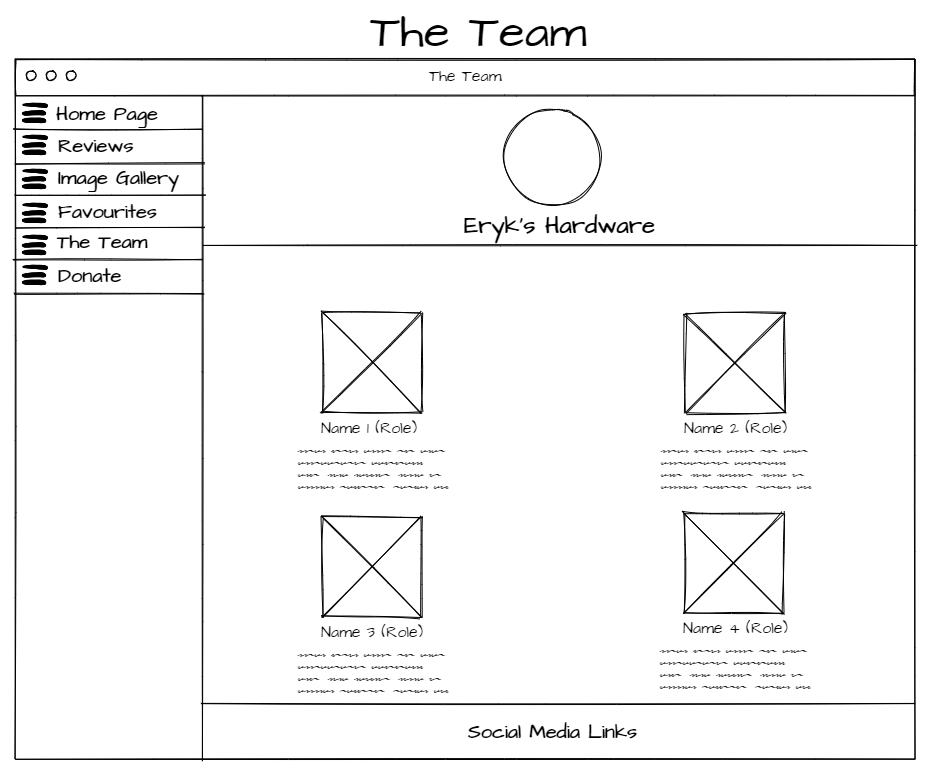 The Team
The Team
Home Page
Reviews
Image Gallery
Favourites
The Team
Donate
Eryk's Hardware
Name 1 (Role)
Name 2 (Role)
Name 3 (Role)
Name 4 (Role)
Social Media Links